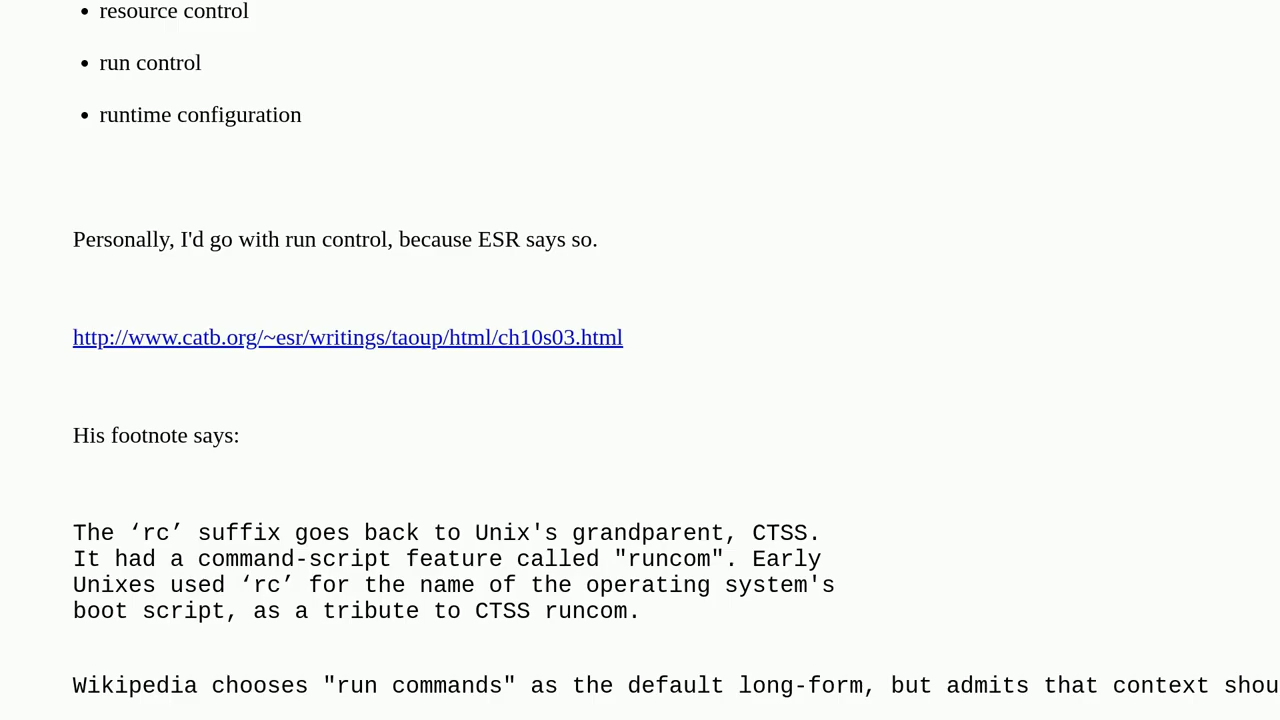 • resource control
• run control
• runtime configuration
Personally, I'd go with run control, because ESR says so.
http://www.catb.org/~esr/writings/taoup/html/ch10s03.html
His footnote says:
The ‘rc’ suffix goes back to Unix's grandparent, CTSS.
It had a command-script feature called "runcom". Early
Unixes used ‘rc’ for the name of the operating system's
boot script, as a tribute to CTSS runcom.
Wikipedia chooses "run commands" as the default long-form, but admits that context shou